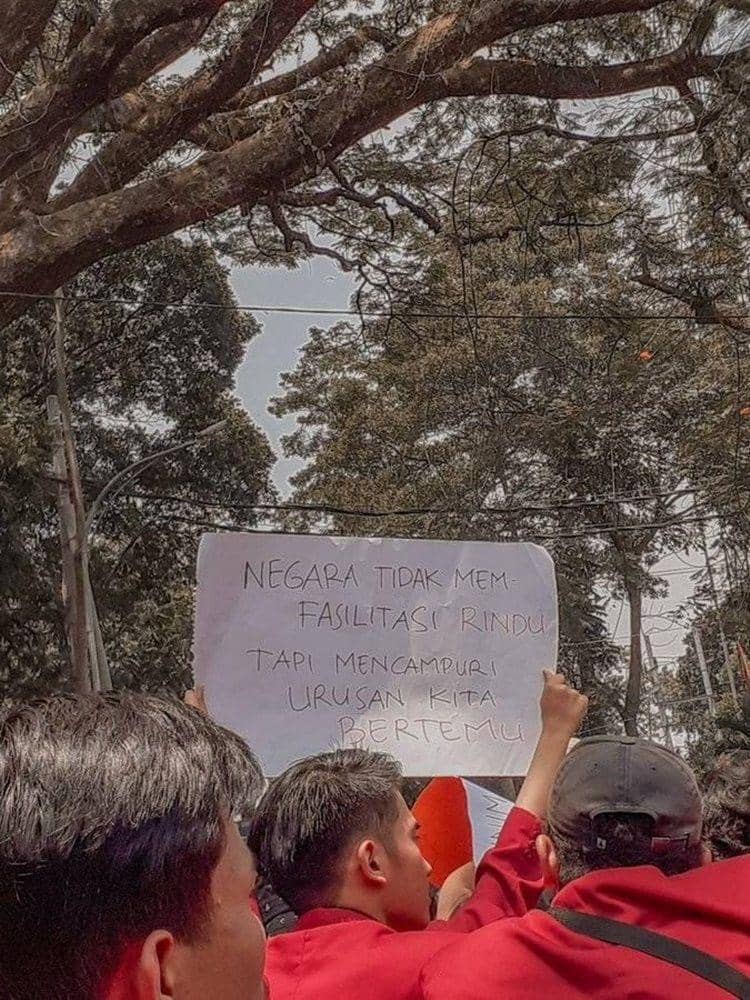 NEGARA TIDAK MEM-
FASILITASI RINDU
TAPI MENCAMPURI
URUSAN KITA
BERTEMU